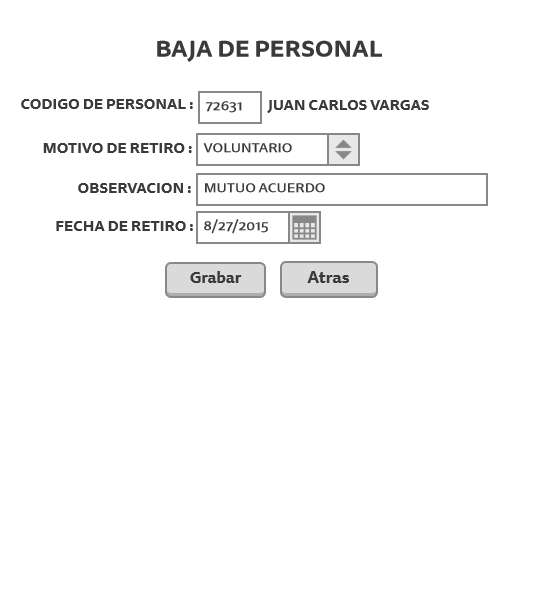 BAJA DE PERSONAL
CODIGO DE PERSONAL : 72631 JUAN CARLOS VARGAS
MOTIVO DE RETIRO : VOLUNTARIO
OBSERVACION : MUTUO ACUERDO
FECHA DE RETIRO : 8/27/2015
Grabar Atras